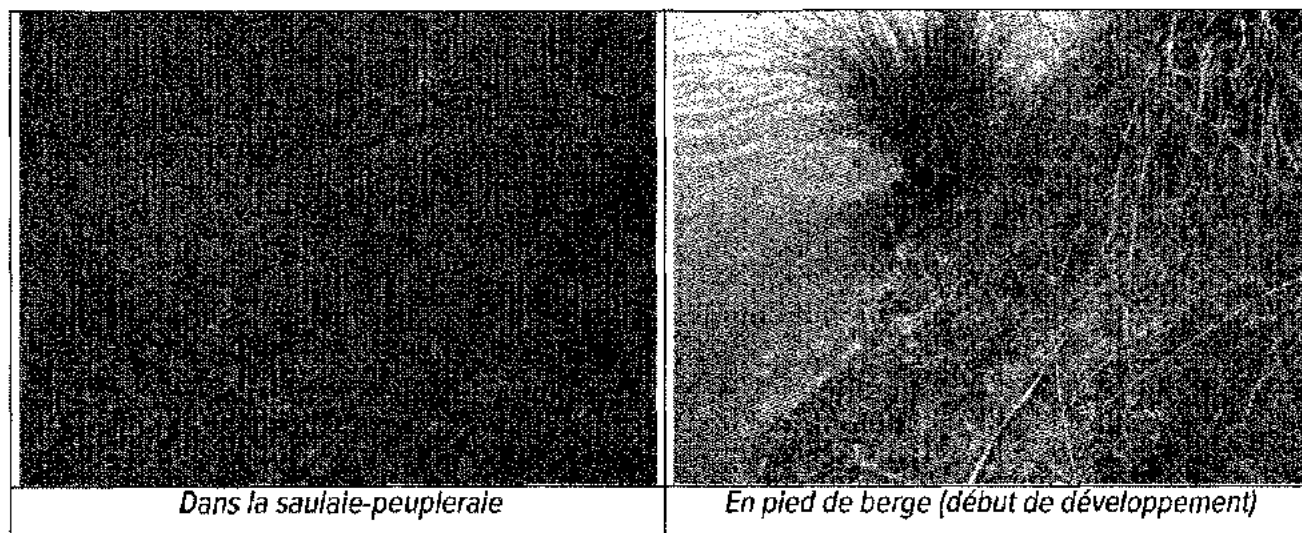 Dans la saulaie-peupleraie
En pied de berge (début de développement)